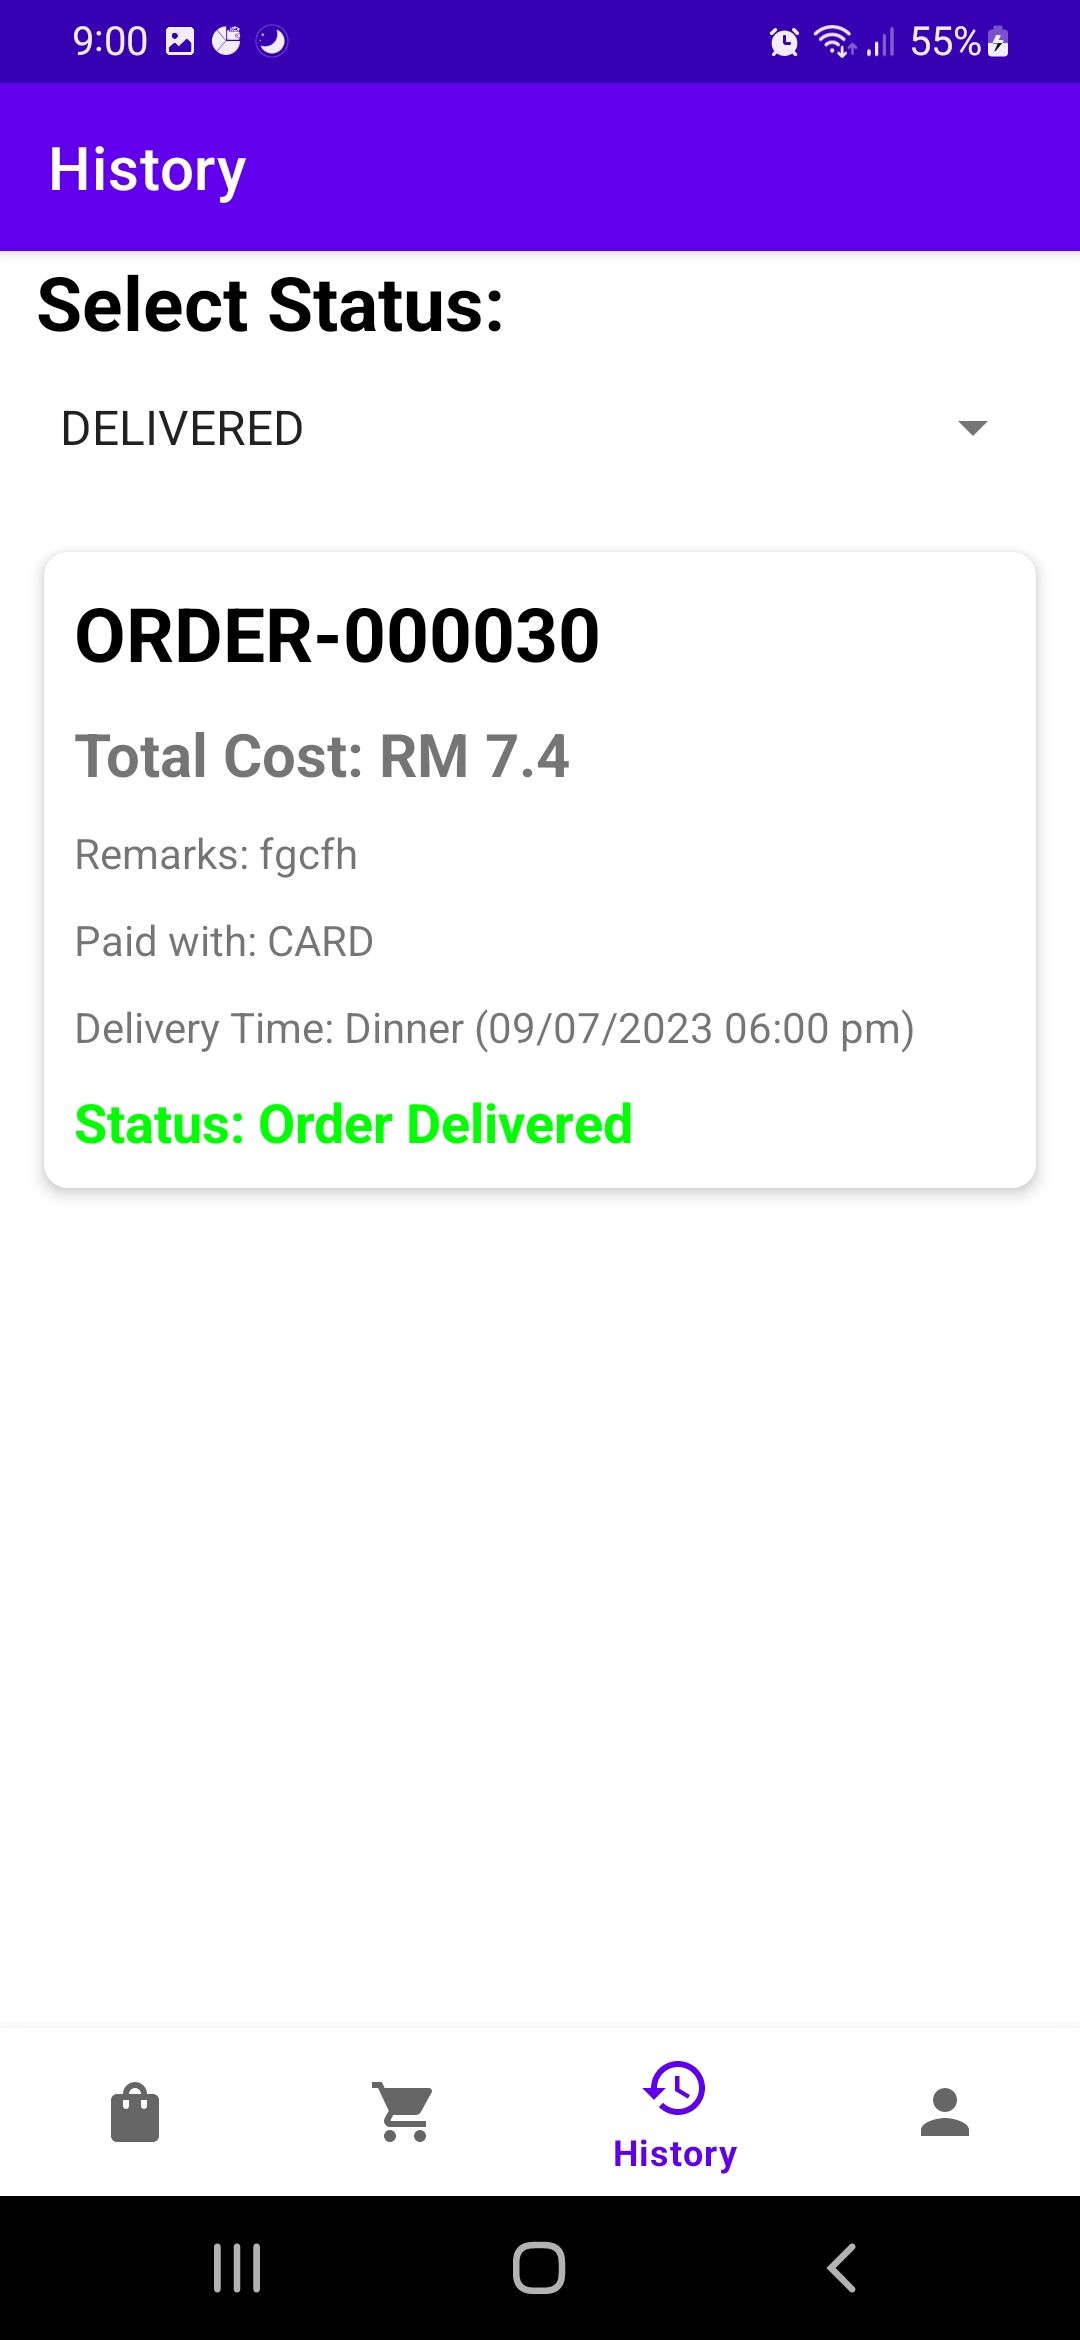 9:00 55%
History
Select Status:
DELIVERED
ORDER-000030
Total Cost: RM 7.4
Remarks: fgcfh
Paid with: CARD
Delivery Time: Dinner (09/07/2023 06:00 pm)
Status: Order Delivered
History